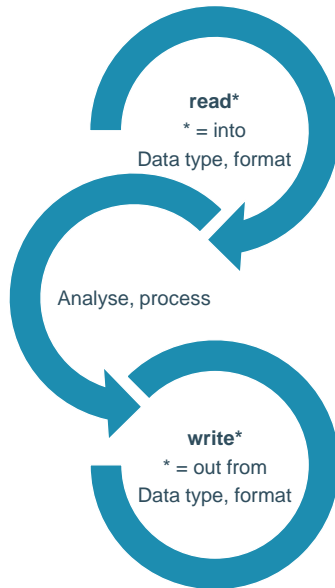 read*
* = into
Data type, format
Analyse, process
write*
* = out from
Data type, format